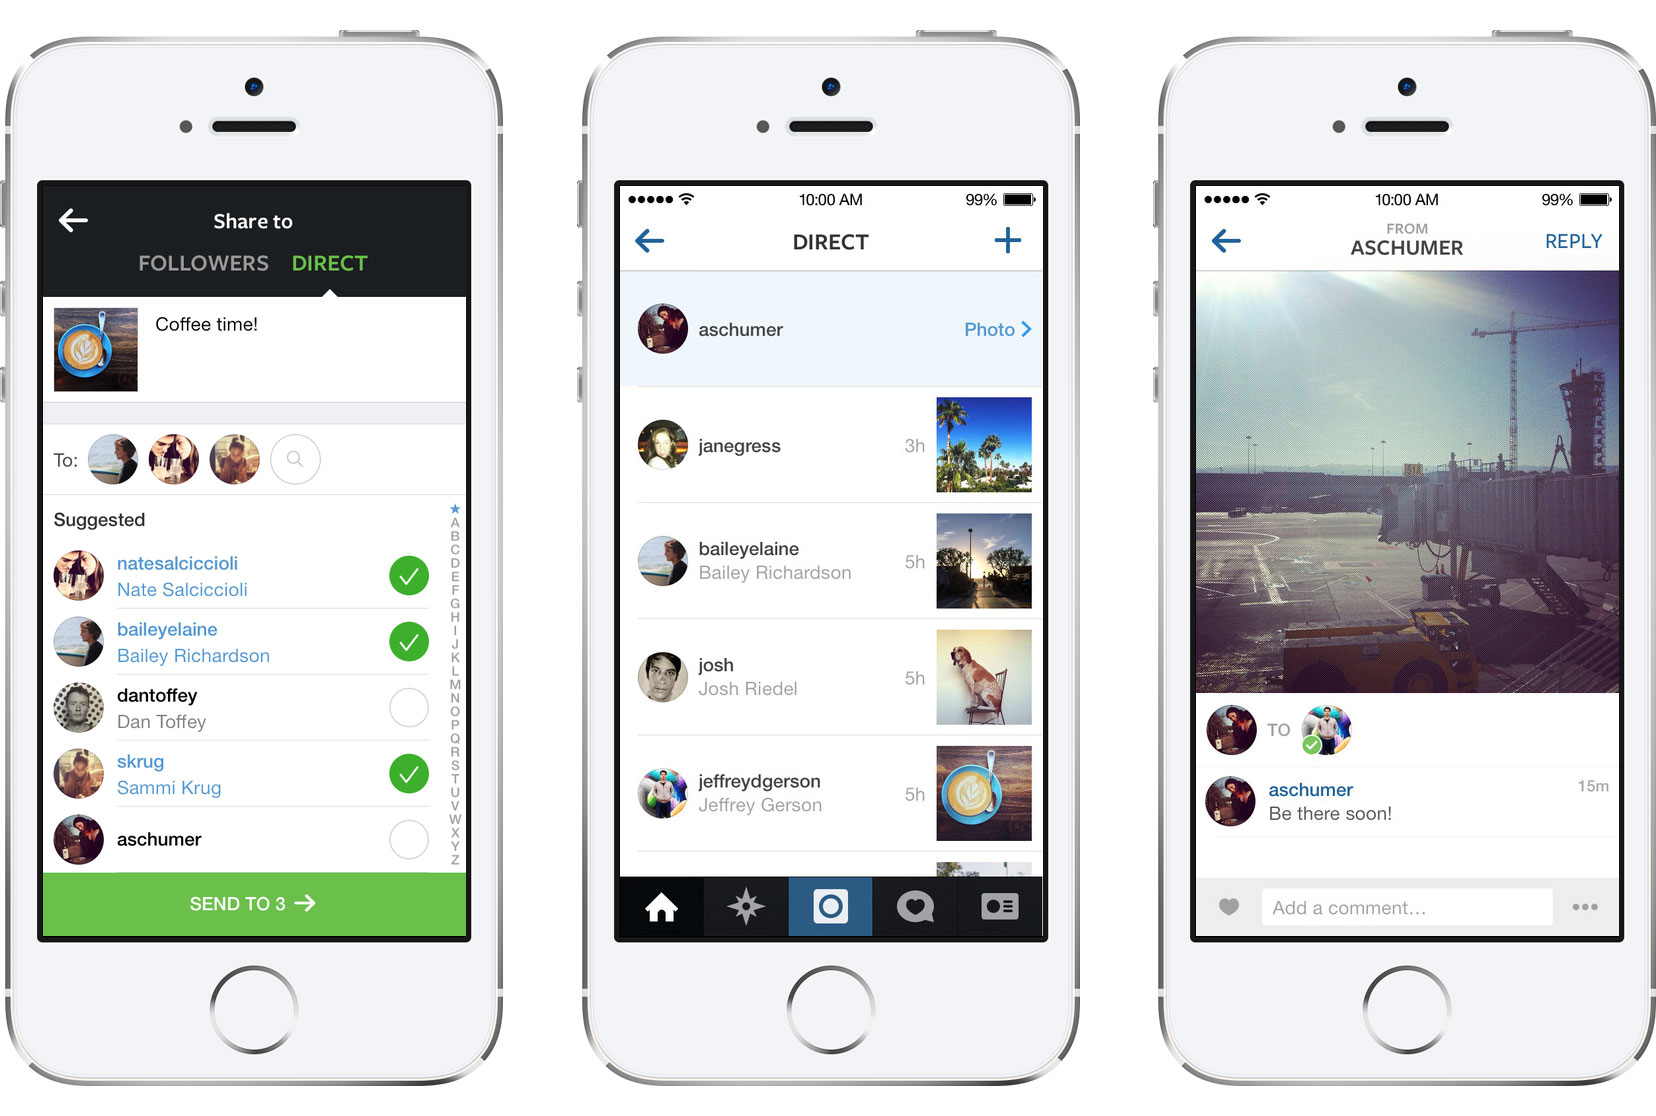 Share to
FOLLOWERS DIRECT
Coffee time!
To:
Suggested
natesalciccioli
Nate Salciccioli
baileyelaine
Bailey Richardson
dantoffey
Dan Toffey
skrug
Sammi Krug
aschumer
A
B
C
D
E
F
G
H
I
J
K
L
M
N
O
P
Q
R
S
T
U
V
W
X
Y
Z
SEND TO 3
10:00 AM 99%
DIRECT
aschumer Photo
janegress 3h
baileyelaine
Bailey Richardson 5h
josh
Josh Riedel 5h
jeffreydgerson
Jeffrey Gerson 5h
10:00 AM 99%
FROM
ASCHUMER REPLY
TO
aschumer 15m
Be there soon!
Add a comment...